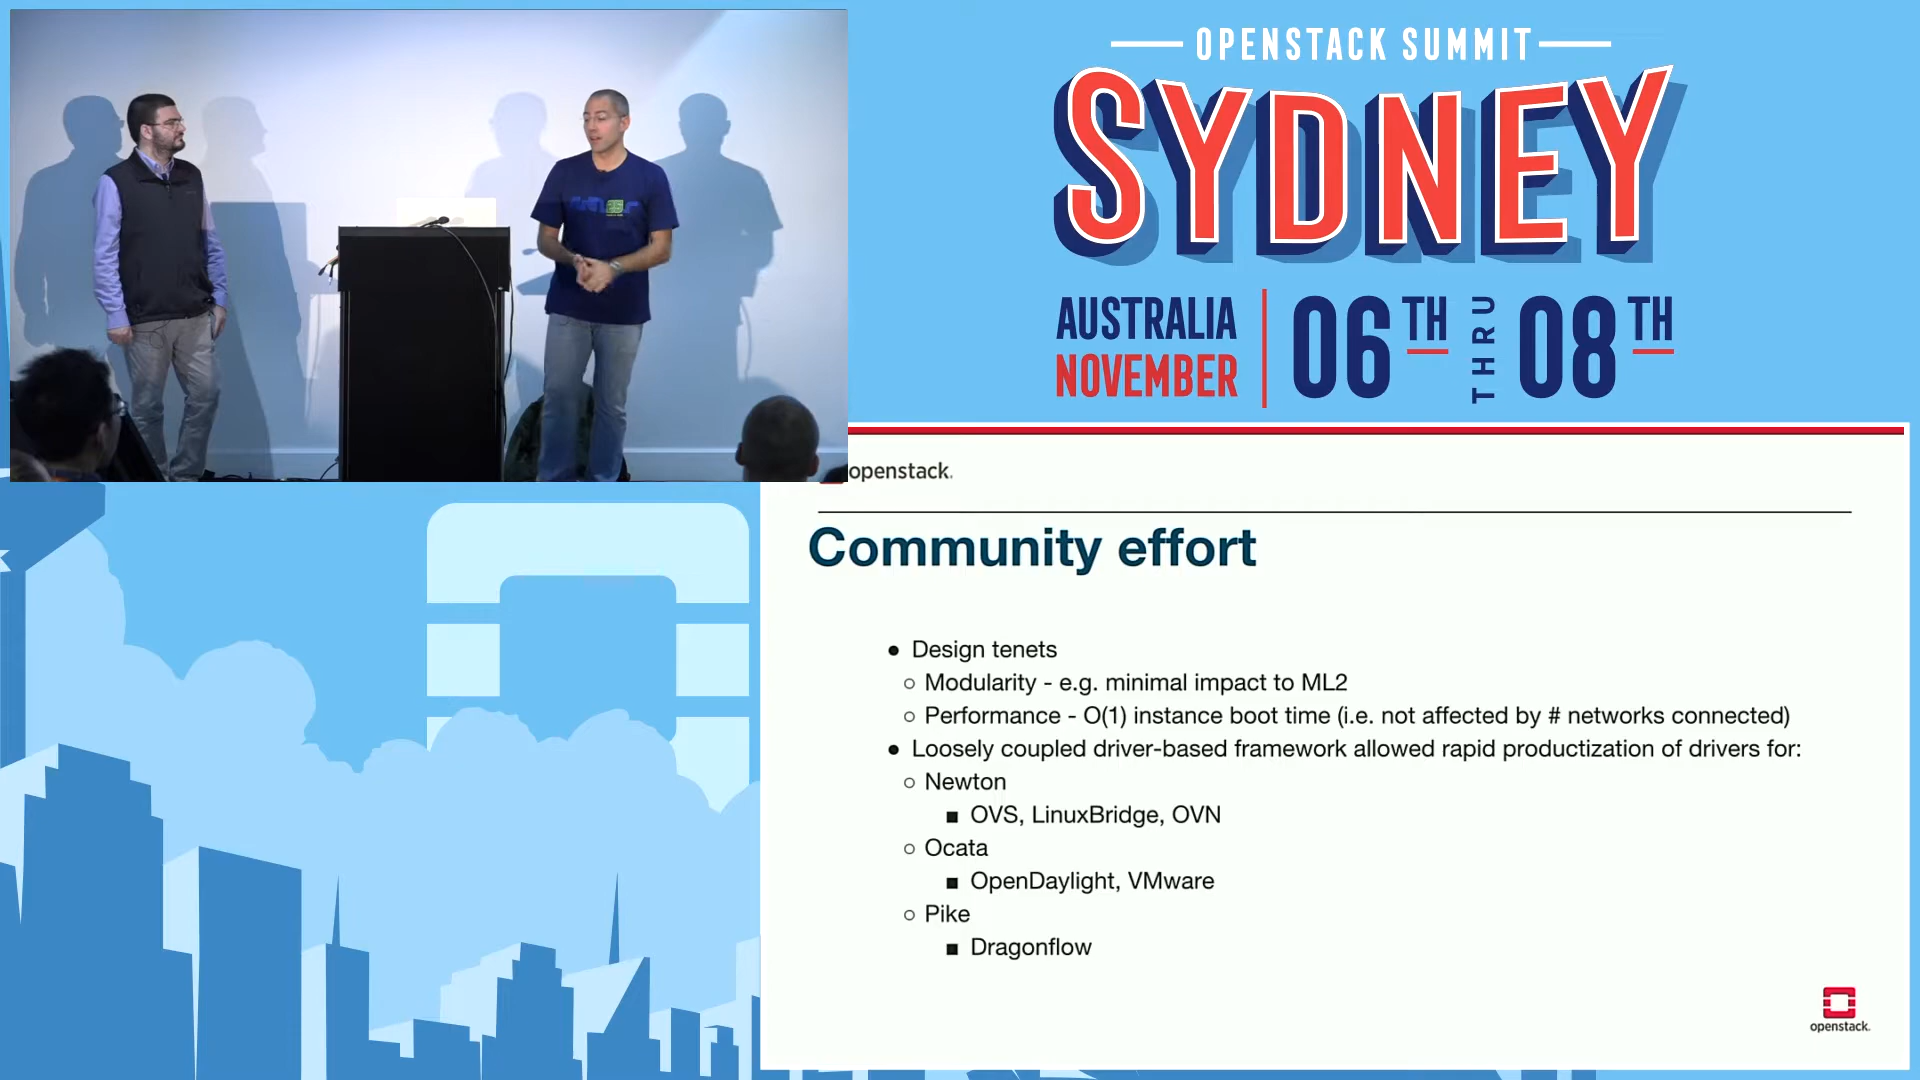 OPENSTACK SUMMIT
SYDNEY
AUSTRALIA
NOVEMBER
06TH THRU 08TH
openstack.
Community effort
● Design tenets
○ Modularity - e.g. minimal impact to ML2
○ Performance - O(1) instance boot time (i.e. not affected by # networks connected)
● Loosely coupled driver-based framework allowed rapid productization of drivers for:
○ Newton
■ OVS, LinuxBridge, OVN
○ Ocata
■ OpenDaylight, VMware
○ Pike
■ Dragonflow
openstack.